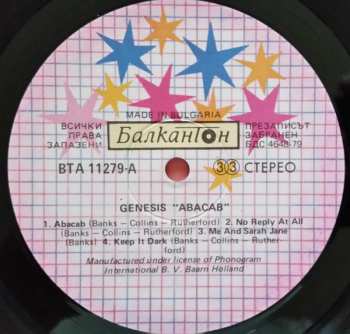 MADE IN BULGARIA
ВСИЧКИ ПРАВА ЗАПАЗЕНИ
Балкантон
ПРЕЗАПИСЪТ ЗАБРАНЕН БДС 4648-79
ВТА 11279-А
33 СТЕРЕО
GENESIS "ABACAB"
1. Abacab (Banks – Collins – Rutherford) 2. No Reply At All
(Banks – Collins – Rutherford) 3. Me And Sarah Jane
(Banks) 4. Keep It Dark (Banks – Collins – Ruther-
ford)
Manufactured under license of Phonogram
International B. V. Baarn Holland